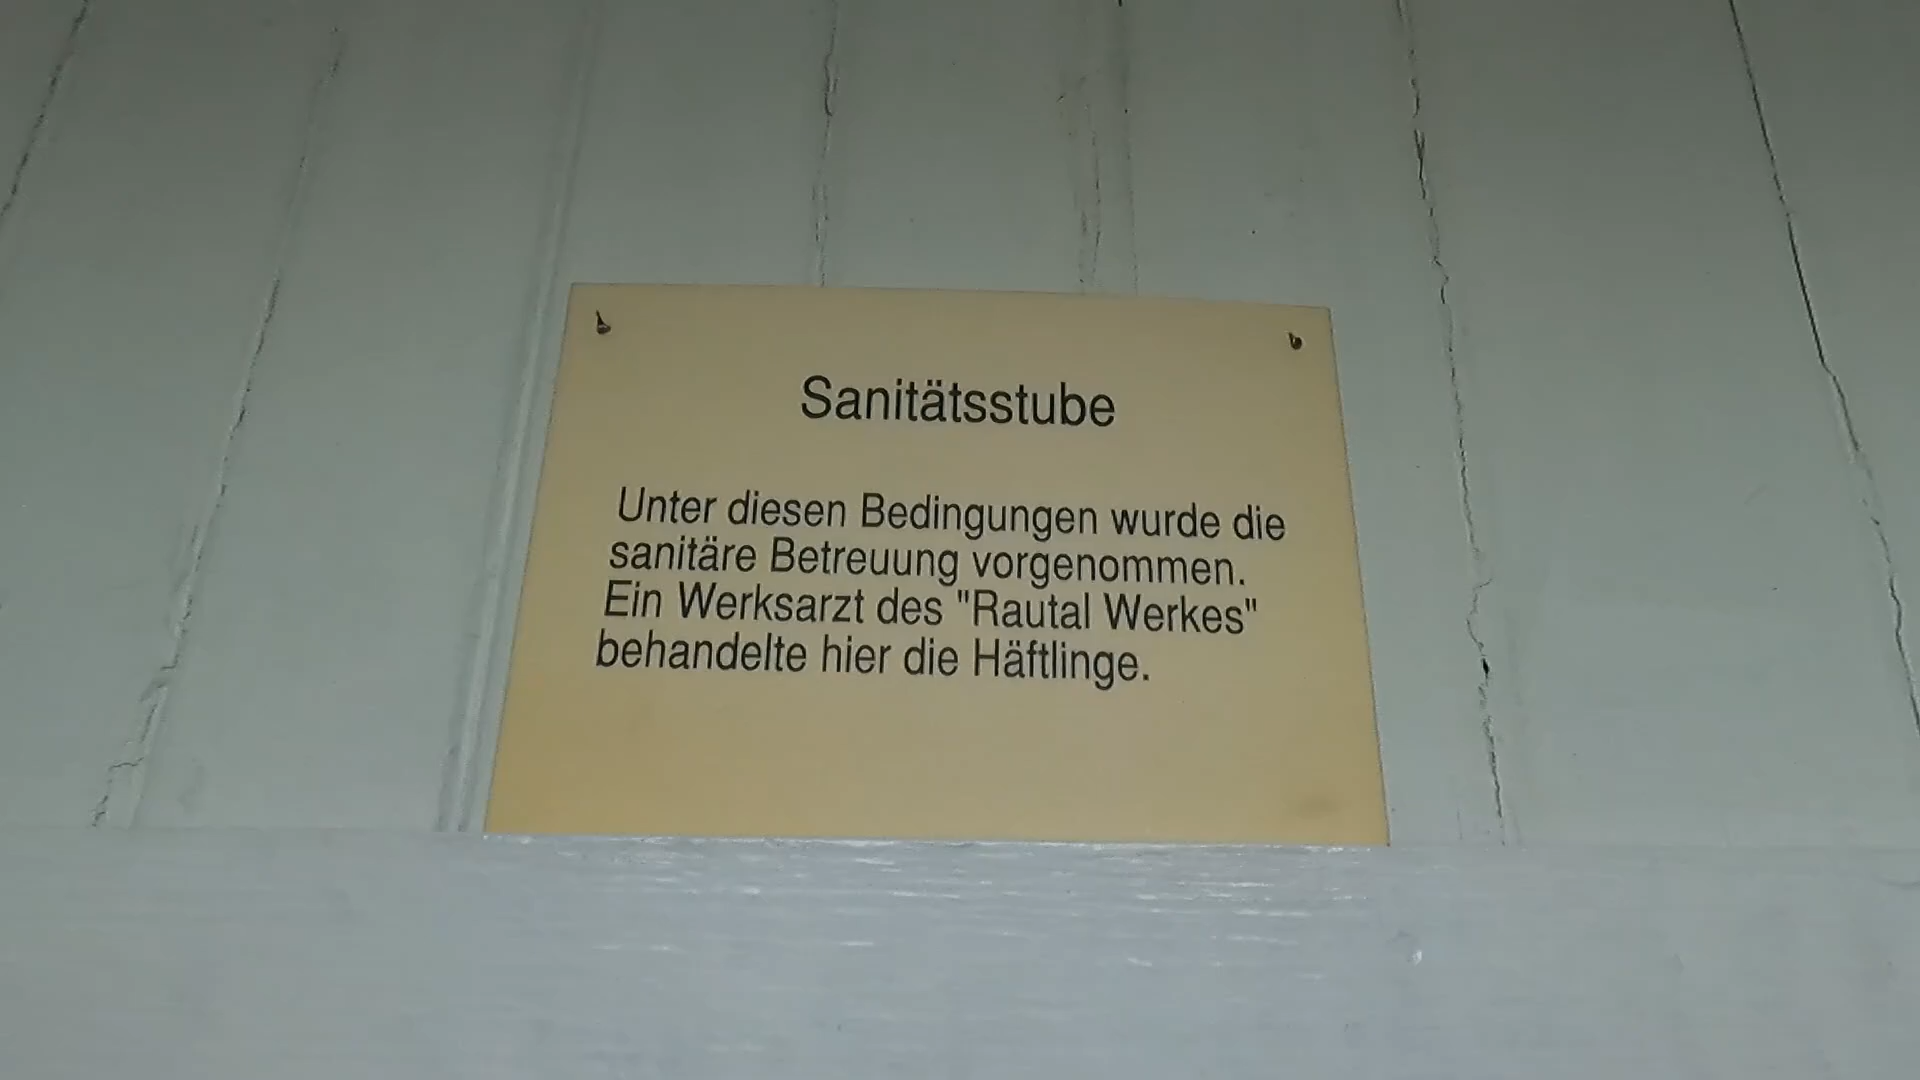 Sanitätsstube
Unter diesen Bedingungen wurde die
sanitäre Betreuung vorgenommen.
Ein Werksarzt des "Rautal Werkes"
behandelte hier die Häftlinge.